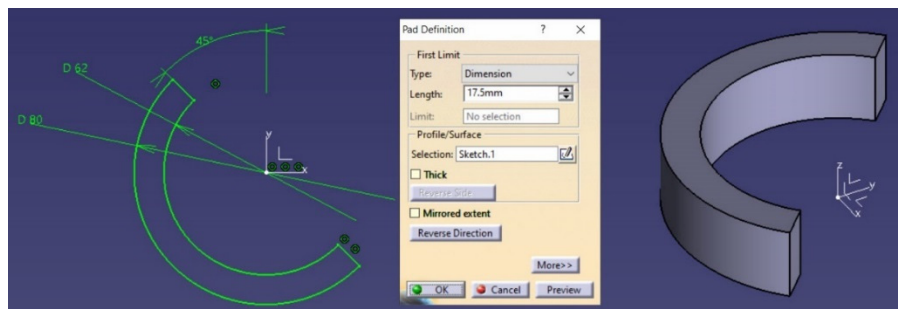 45°
D 62
D 80
y
x
Pad Definition ? ×
First Limit
Type: Dimension
Length: 17.5mm
Limit: No selection
Profile/Surface
Selection: Sketch.1
Thick
Reverse Side
Mirrored extent
Reverse Direction
More>>
OK Cancel Preview
z
y
x